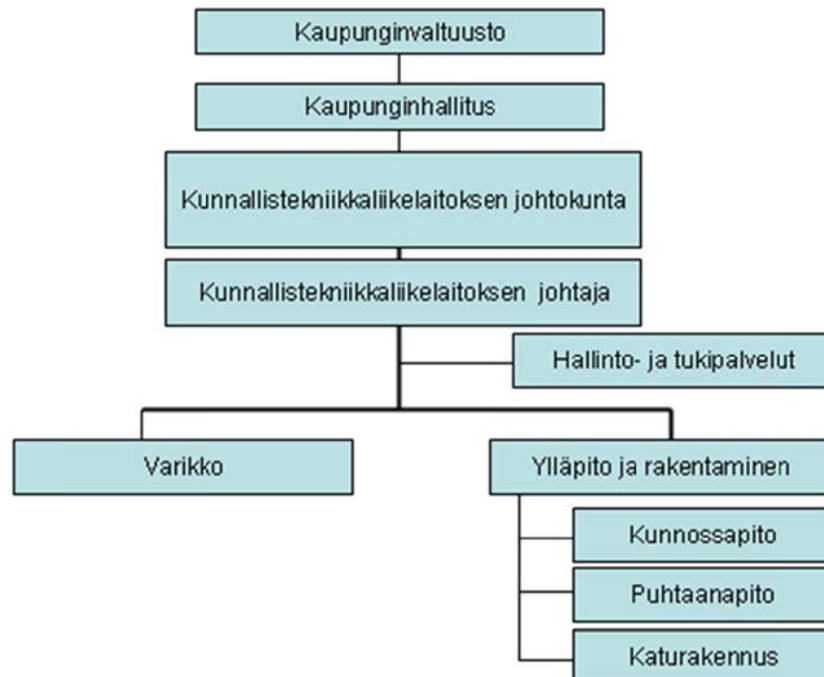 Kaupunginvaltuusto
Kaupunginhallitus
Kunnallistekniikkaliikelaitoksen johtokunta
Kunnallistekniikkaliikelaitoksen johtaja
Hallinto- ja tukipalvelut
Varikko
Ylläpito ja rakentaminen
Kunnossapito
Puhtaanapito
Katurakennus